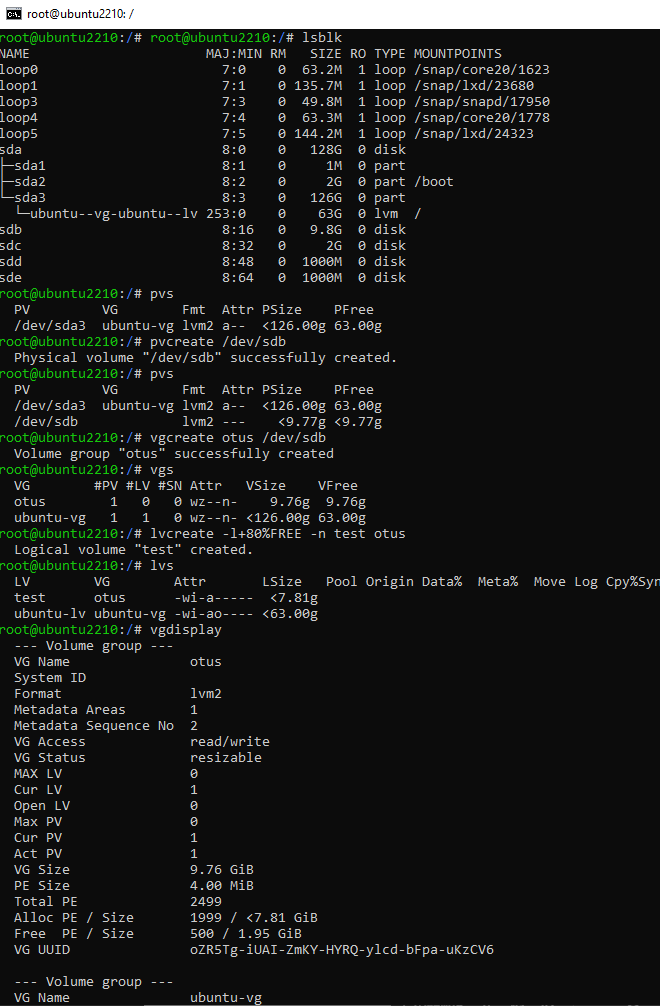 root@ubuntu2210: /
root@ubuntu2210:/# root@ubuntu2210:/# lsblk
NAME                      MAJ:MIN RM   SIZE RO TYPE MOUNTPOINTS
loop0                       7:0    0  63.2M  1 loop /snap/core20/1623
loop1                       7:1    0 135.7M  1 loop /snap/lxd/23680
loop3                       7:3    0  49.8M  1 loop /snap/snapd/17950
loop4                       7:4    0  63.3M  1 loop /snap/core20/1778
loop5                       7:5    0 144.2M  1 loop /snap/lxd/24323
sda                         8:0    0   128G  0 disk
├─sda1                      8:1    0     1M  0 part
├─sda2                      8:2    0     2G  0 part /boot
└─sda3                      8:3    0   126G  0 part
  └─ubuntu--vg-ubuntu--lv 253:0    0    63G  0 lvm  /
sdb                         8:16   0   9.8G  0 disk
sdc                         8:32   0     2G  0 disk
sdd                         8:48   0  1000M  0 disk
sde                         8:64   0  1000M  0 disk
root@ubuntu2210:/# pvs
  PV         VG        Fmt  Attr PSize    PFree
  /dev/sda3  ubuntu-vg lvm2 a--  <126.00g 63.00g
root@ubuntu2210:/# pvcreate /dev/sdb
  Physical volume "/dev/sdb" successfully created.
root@ubuntu2210:/# pvs
  PV         VG        Fmt  Attr PSize    PFree
  /dev/sda3  ubuntu-vg lvm2 a--  <126.00g 63.00g
  /dev/sdb             lvm2 ---    <9.77g <9.77g
root@ubuntu2210:/# vgcreate otus /dev/sdb
  Volume group "otus" successfully created
root@ubuntu2210:/# vgs
  VG        #PV #LV #SN Attr   VSize    VFree
  otus        1   0   0 wz--n-    9.76g  9.76g
  ubuntu-vg   1   1   0 wz--n- <126.00g 63.00g
root@ubuntu2210:/# lvcreate -l+80%FREE -n test otus
  Logical volume "test" created.
root@ubuntu2210:/# lvs
  LV        VG        Attr       LSize   Pool Origin Data%  Meta%  Move Log Cpy%Syn
  test      otus      -wi-a-----  <7.81g
  ubuntu-lv ubuntu-vg -wi-ao---- <63.00g
root@ubuntu2210:/# vgdisplay
  --- Volume group ---
  VG Name               otus
  System ID
  Format                lvm2
  Metadata Areas        1
  Metadata Sequence No  2
  VG Access             read/write
  VG Status             resizable
  MAX LV                0
  Cur LV                1
  Open LV               0
  Max PV                0
  Cur PV                1
  Act PV                1
  VG Size               9.76 GiB
  PE Size               4.00 MiB
  Total PE              2499
  Alloc PE / Size       1999 / <7.81 GiB
  Free  PE / Size       500 / 1.95 GiB
  VG UUID               oZR5Tg-iUAI-ZmKY-HYRQ-ylcd-bFpa-uKzCV6
  --- Volume group ---
  VG Name               ubuntu-vg